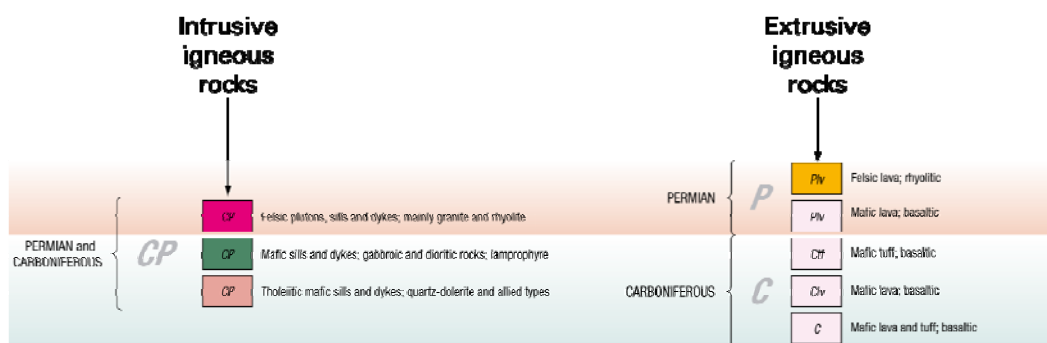 Intrusive
igneous
rocks
Extrusive
igneous
rocks
PERMIAN and
CARBONIFEROUS
CP
CP Felsic plutons, sills and dykes; mainly granite and rhyolite
CP Mafic sills and dykes; gabbroic and dioritic rocks; lamprophyre
CP Tholeiitic mafic sills and dykes; quartz-dolerite and allied types
PERMIAN
P
Plv Felsic lava; rhyolitic
Plv Mafic lava; basaltic
CARBONIFEROUS
C
Ctf Mafic tuff; basaltic
Clv Mafic lava; basaltic
C Mafic lava and tuff; basaltic